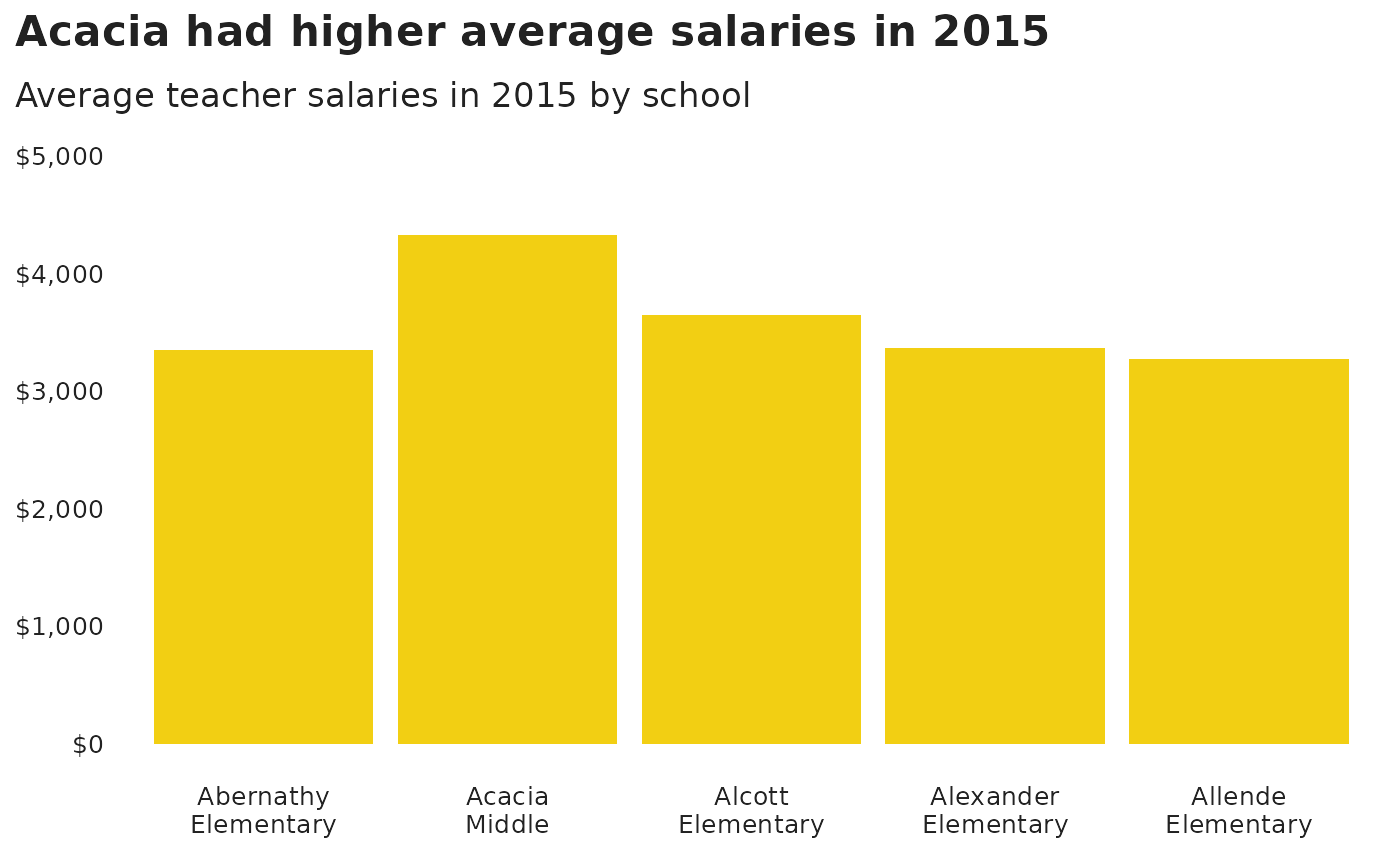 Acacia had higher average salaries in 2015
Average teacher salaries in 2015 by school
$5,000
$4,000
$3,000
$2,000
$1,000
$0
Abernathy
Elementary
Acacia
Middle
Alcott
Elementary
Alexander
Elementary
Allende
Elementary